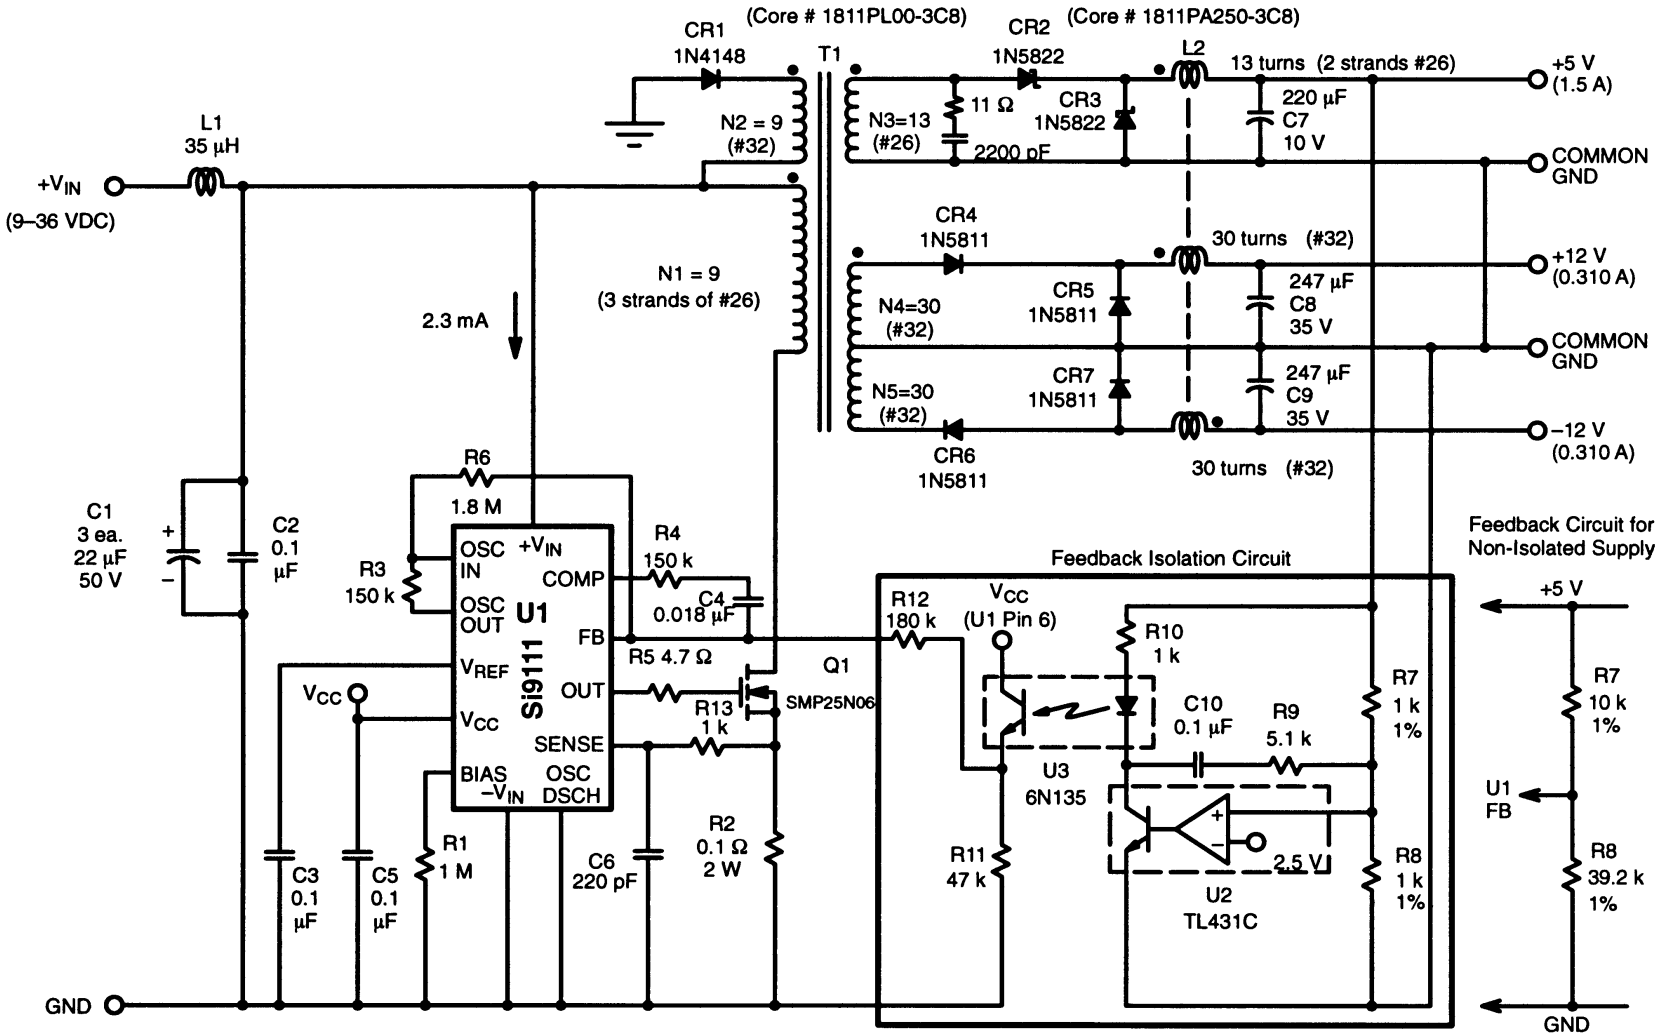 (Core # 1811PL00-3C8)
(Core # 1811PA250-3C8)
CR1
1N4148
T1
CR2
1N5822
L2
13 turns (2 strands #26)
+5 V
(1.5 A)
N2 = 9
(#32)
N3=13
(#26)
11 Ω
2200 pF
CR3
1N5822
220 µF
C7
10 V
COMMON
GND
L1
35 µH
+VIN
(9–36 VDC)
CR4
1N5811
30 turns (#32)
+12 V
(0.310 A)
N1 = 9
(3 strands of #26)
N4=30
(#32)
CR5
1N5811
247 µF
C8
35 V
2.3 mA
COMMON
GND
N5=30
(#32)
CR7
1N5811
247 µF
C9
35 V
–12 V
(0.310 A)
CR6
1N5811
30 turns (#32)
R6
1.8 M
C1
3 ea.
22 µF
50 V
+
–
C2
0.1
µF
R3
150 k
OSC
IN
+VIN
COMP
OSC
OUT
U1
Si9111
FB
VREF
OUT
VCC
VCC
SENSE
BIAS
–VIN
OSC
DSCH
R4
150 k
C4
0.018 µF
R5 4.7 Ω
Q1
SMP25N06
R13
1 k
R1
1 M
C3
0.1
µF
C5
0.1
µF
C6
220 pF
R2
0.1 Ω
2 W
GND
Feedback Isolation Circuit
R12
180 k
VCC
(U1 Pin 6)
R10
1 k
R7
1 k
1%
C10
0.1 µF
R9
5.1 k
U3
6N135
+
–
2.5 V
R11
47 k
U2
TL431C
R8
1 k
1%
Feedback Circuit for
Non-Isolated Supply
+5 V
R7
10 k
1%
U1
FB
R8
39.2 k
1%
GND